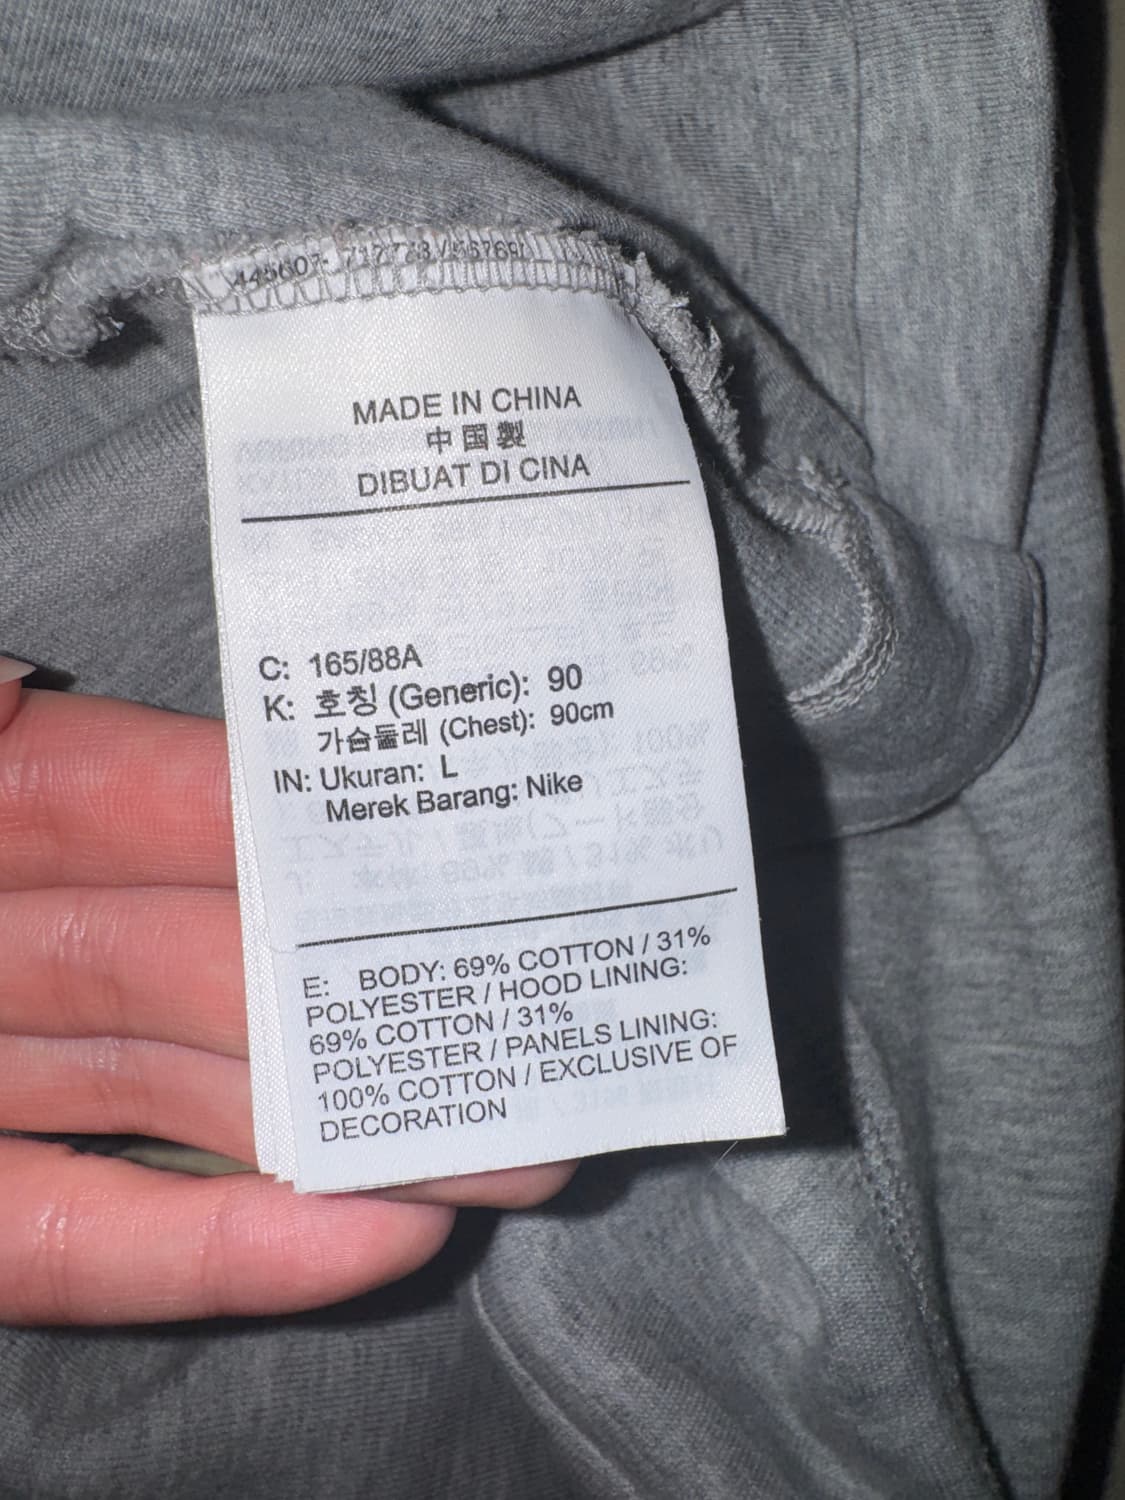 MADE IN CHINA
中国製
DIBUAT DI CINA
C: 165/88A
K: 호칭 (Generic): 90
가슴둘레 (Chest): 90cm
IN: Ukuran: L
Merek Barang: Nike
E: BODY: 69% COTTON / 31%
POLYESTER / HOOD LINING:
69% COTTON / 31%
POLYESTER / PANELS LINING:
100% COTTON / EXCLUSIVE OF
DECORATION